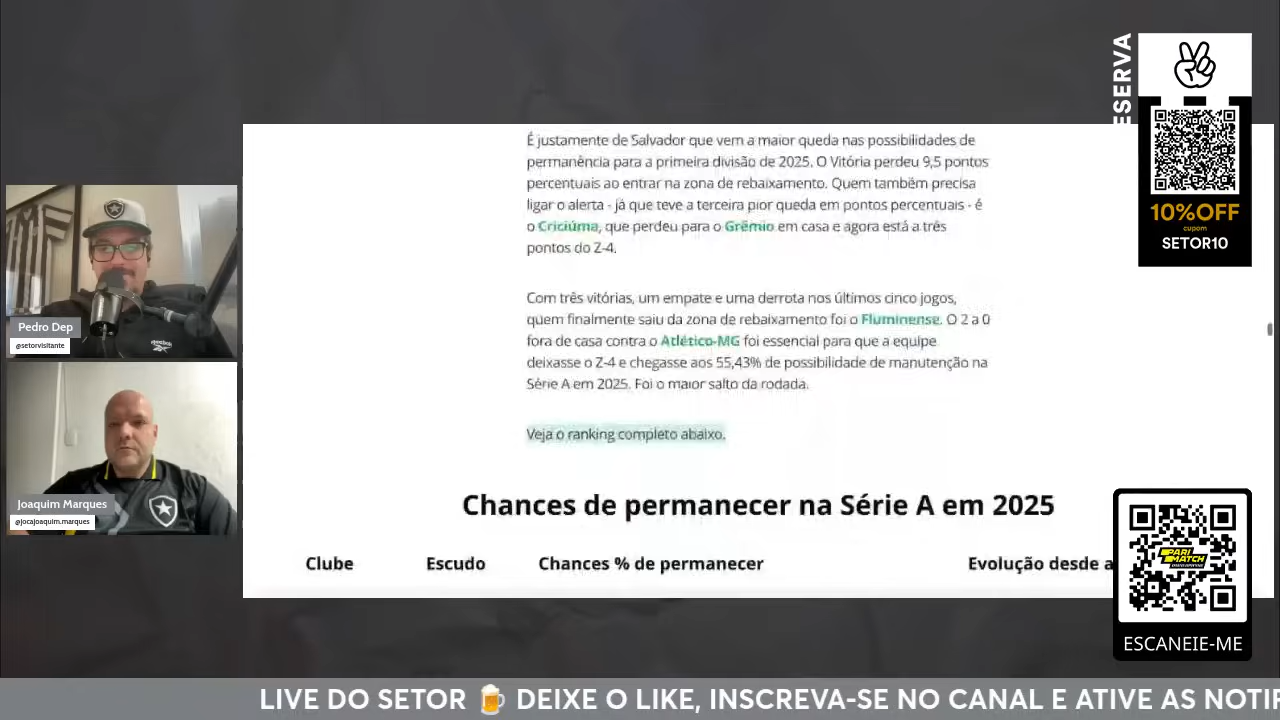 É justamente de Salvador que vem a maior queda nas possibilidades de
permanência para a primeira divisão de 2025. O Vitória perdeu 9,5 pontos
percentuais ao entrar na zona de rebaixamento. Quem também precisa
ligar o alerta - já que teve a terceira pior queda em pontos percentuais - é
o Criciúma, que perdeu para o Grêmio em casa e agora está a três
pontos do Z-4.
Com três vitórias, um empate e uma derrota nos últimos cinco jogos,
quem finalmente saiu da zona de rebaixamento foi o Fluminense. O 2 a 0
fora de casa contra o Atlético-MG foi essencial para que a equipe
deixasse o Z-4 e chegasse aos 55,43% de possibilidade de manutenção na
Série A em 2025. Foi o maior salto da rodada.
Veja o ranking completo abaixo.
Chances de permanecer na Série A em 2025
Clube Escudo Chances % de permanecer Evolução desde a
Pedro Dep
@setorvisitante
Reebok
Joaquim Marques
@jocajoaquim.marques
ESERVA
10%OFF
cupom
SETOR10
PARI
MATCH
ESCANEIE-ME
LIVE DO SETOR 🍺 DEIXE O LIKE, INSCREVA-SE NO CANAL E ATIVE AS NOTIF